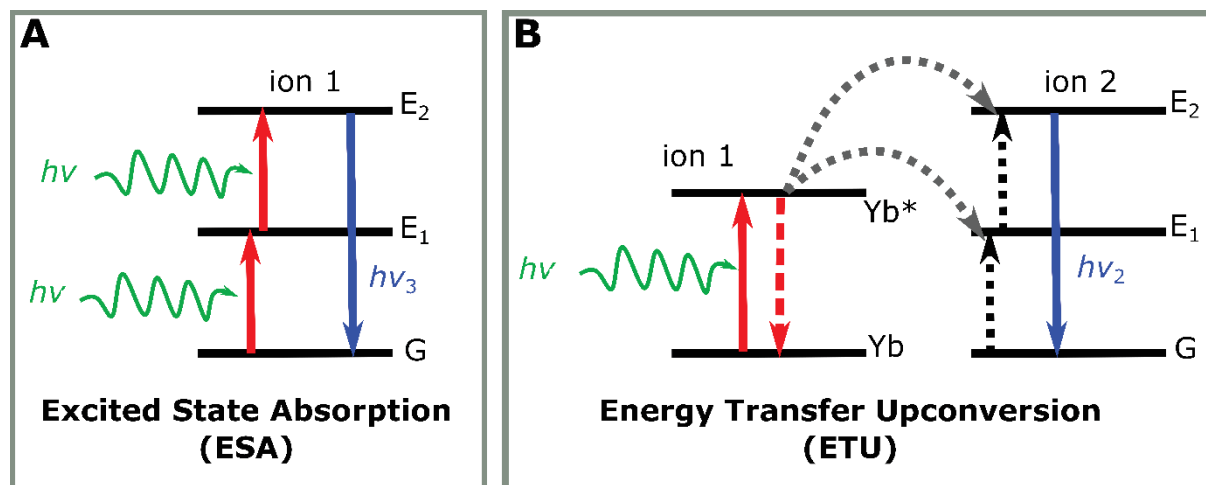 A
ion 1
E₂
hv
E₁
hv
hv₃
G
Excited State Absorption
(ESA)
B
ion 2
E₂
ion 1
Yb*
E₁
hv
hv₂
Yb
G
Energy Transfer Upconversion
(ETU)